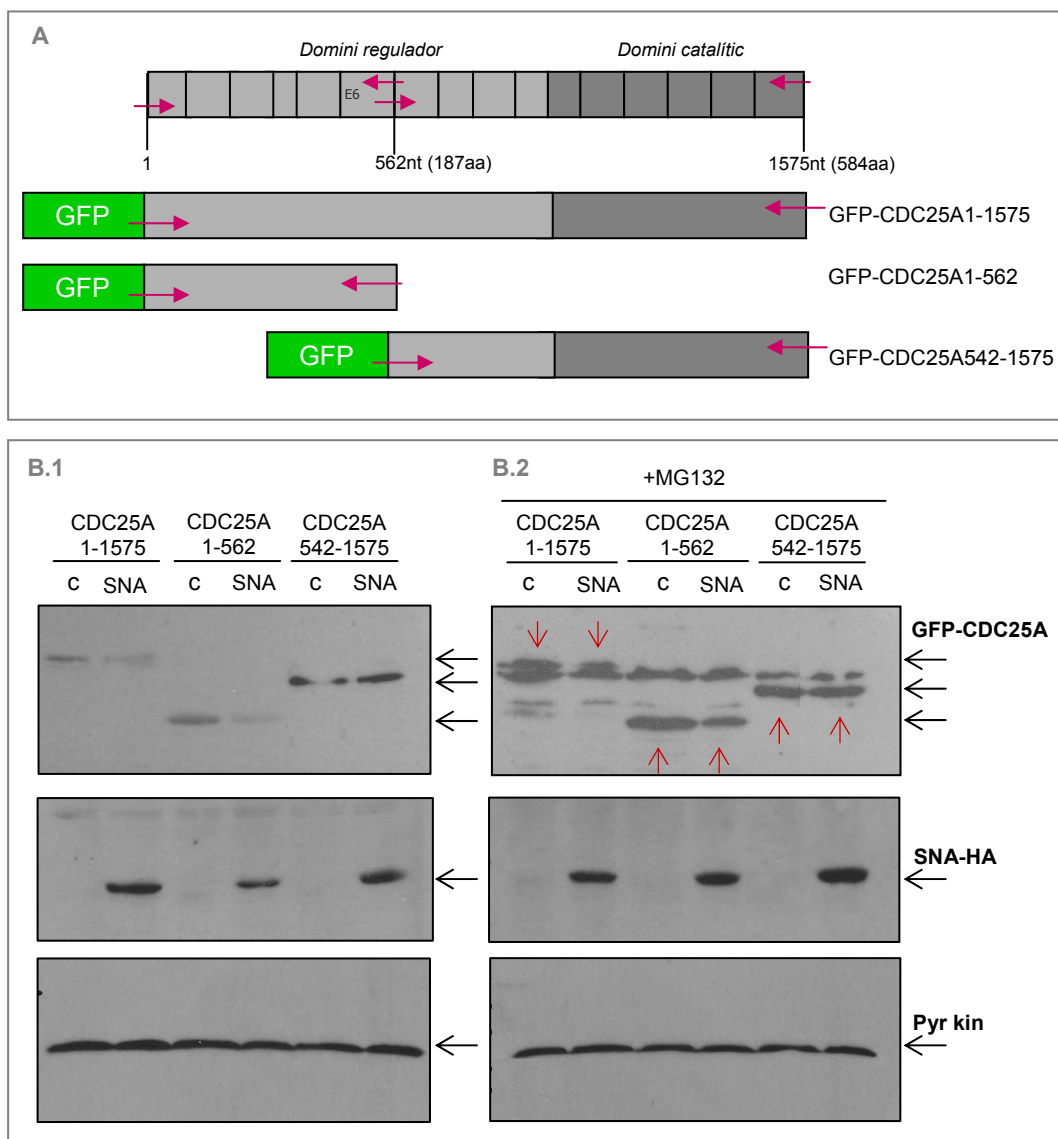 A
Domini regulador
Domini catalític
E6
1
562nt (187aa)
1575nt (584aa)
GFP
GFP-CDC25A1-1575
GFP
GFP-CDC25A1-562
GFP
GFP-CDC25A542-1575
B.1
CDC25A
1-1575
CDC25A
1-562
CDC25A
542-1575
c
SNA
c
SNA
c
SNA
B.2
+MG132
CDC25A
1-1575
CDC25A
1-562
CDC25A
542-1575
c
SNA
c
SNA
c
SNA
GFP-CDC25A
SNA-HA
Pyr kin